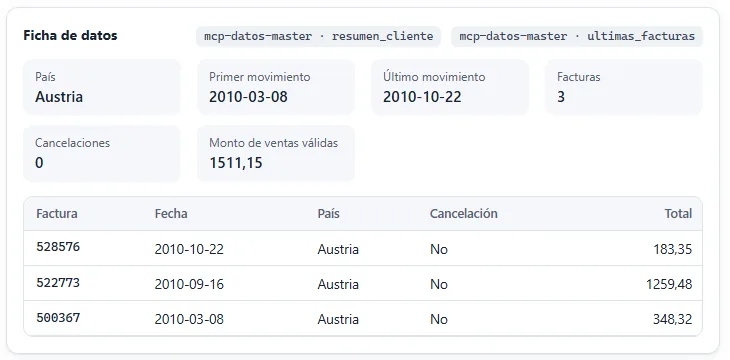 Ficha de datos mcp-datos-master · resumen_cliente mcp-datos-master · ultimas_facturas
País Primer movimiento Último movimiento Facturas
Austria 2010-03-08 2010-10-22 3
Cancelaciones Monto de ventas válidas
0 1511,15
Factura Fecha País Cancelación Total
528576 2010-10-22 Austria No 183,35
522773 2010-09-16 Austria No 1259,48
500367 2010-03-08 Austria No 348,32